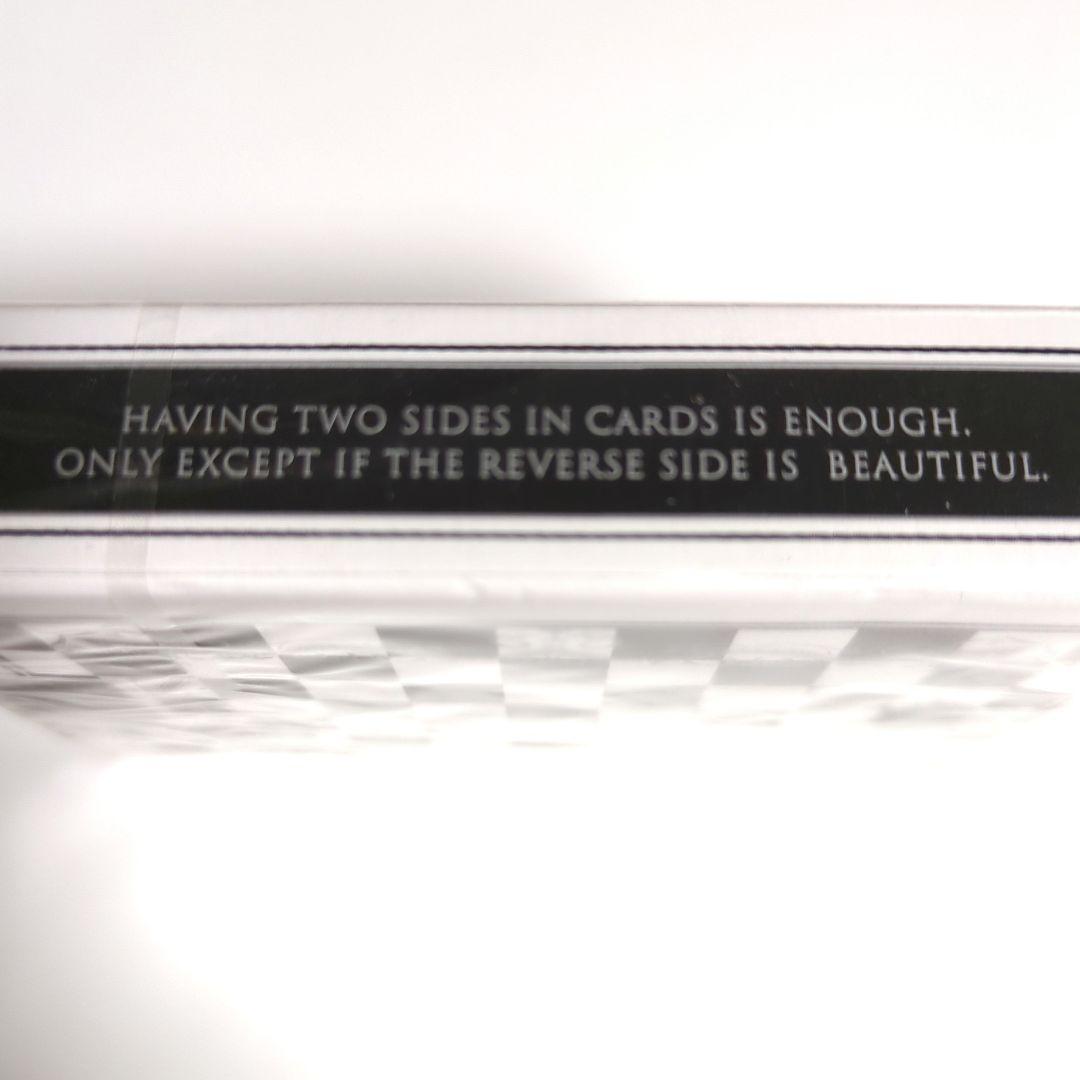 HAVING TWO SIDES IN CARDS IS ENOUGH.
ONLY EXCEPT IF THE REVERSE SIDE IS BEAUTIFUL.